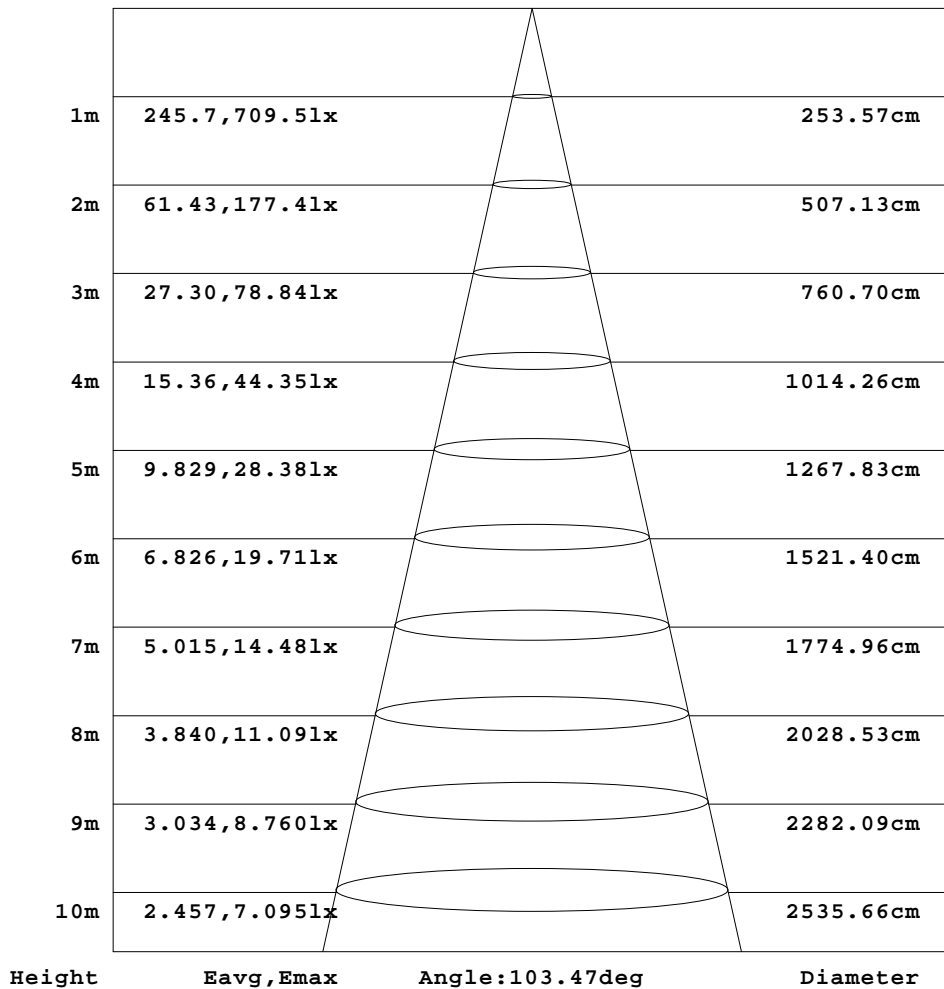 1m 245.7,709.5lx 253.57cm
2m 61.43,177.4lx 507.13cm
3m 27.30,78.84lx 760.70cm
4m 15.36,44.35lx 1014.26cm
5m 9.829,28.38lx 1267.83cm
6m 6.826,19.71lx 1521.40cm
7m 5.015,14.48lx 1774.96cm
8m 3.840,11.09lx 2028.53cm
9m 3.034,8.760lx 2282.09cm
10m 2.457,7.095lx 2535.66cm
Height Eavg,Emax Angle:103.47deg Diameter